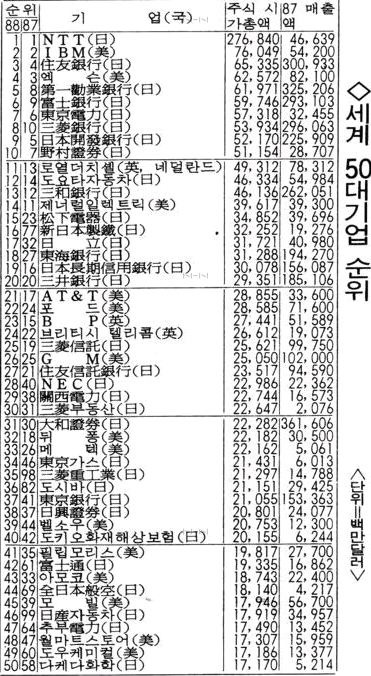 순위 기 업(국) 주식 시 87 매출
88 87 가총액 액
1 1 NTT(日) 276,840 46,639
2 2 IBM(美) 76,049 54,200
3 4 住友銀行(日) 65,335 300,933
4 3 엑 슨(美) 62,572 82,100
5 8 第一勸業銀行(日) 61,971 325,206
6 9 富士銀行(日) 59,746 293,103
7 6 東京電力(日) 57,318 32,455
8 10 三菱銀行(日) 53,934 296,063
9 5 日本開發銀行(日) 52,170 225,909
10 7 野村證券(日) 51,154 28,707
11 13 로열더치셸(英, 네덜란드) 49,312 78,312
12 14 도요타자동차(日) 46,334 54,984
13 12 三和銀行(日) 46,136 262,051
14 11 제너럴일렉트릭(美) 39,617 39,300
15 23 松下電器(日) 34,852 39,696
16 77 新日本製鐵(日) 32,252 19,276
17 32 日 立(日) 31,721 40,980
18 27 東海銀行(日) 31,288 194,270
19 16 日本長期信用銀行(日) 30,078 156,087
20 20 三井銀行(日) 29,351 185,106
21 17 AT&T(美) 28,855 33,600
22 24 포 드(美) 28,585 71,600
23 15 B P(英) 27,441 51,589
24 22 브리티시 텔리콤(英) 26,612 19,073
25 19 三菱信託(日) 25,621 99,750
26 25 G M(美) 25,050 102,000
27 21 住友信託銀行(日) 23,517 94,590
28 40 NEC(日) 22,986 22,362
29 38 關西電力(日) 22,744 16,573
30 31 三菱부동산(日) 22,647 2,076
31 30 大和證券(日) 22,282 361,606
32 18 뒤 퐁(美) 22,182 30,500
33 26 메 텍(美) 22,162 5,061
34 46 東京가스(日) 21,431 6,013
35 98 三菱重工業(日) 21,297 14,788
36 82 도시바(日) 21,151 29,425
37 41 東京銀行(日) 21,055 153,363
38 37 日興證券(日) 20,801 24,077
39 44 벨소우(美) 20,753 12,300
40 42 도키오화재해상보험(日) 20,155 6,244
41 35 필립모리스(美) 19,817 27,700
42 61 富士通(日) 19,335 16,862
43 33 아모코(美) 18,743 22,400
44 69 全日本般空(日) 18,140 4,217
45 39 모 빌(美) 17,946 56,700
46 99 日産자동차(日) 17,919 34,957
47 64 추부電力(日) 17,490 13,452
48 47 월마트스토어(美) 17,307 15,959
49 60 도우케미컬(美) 17,186 13,377
50 58 다케다화학(日) 17,170 5,214
◇세계 50대기업 순위
<단위=백만달러>